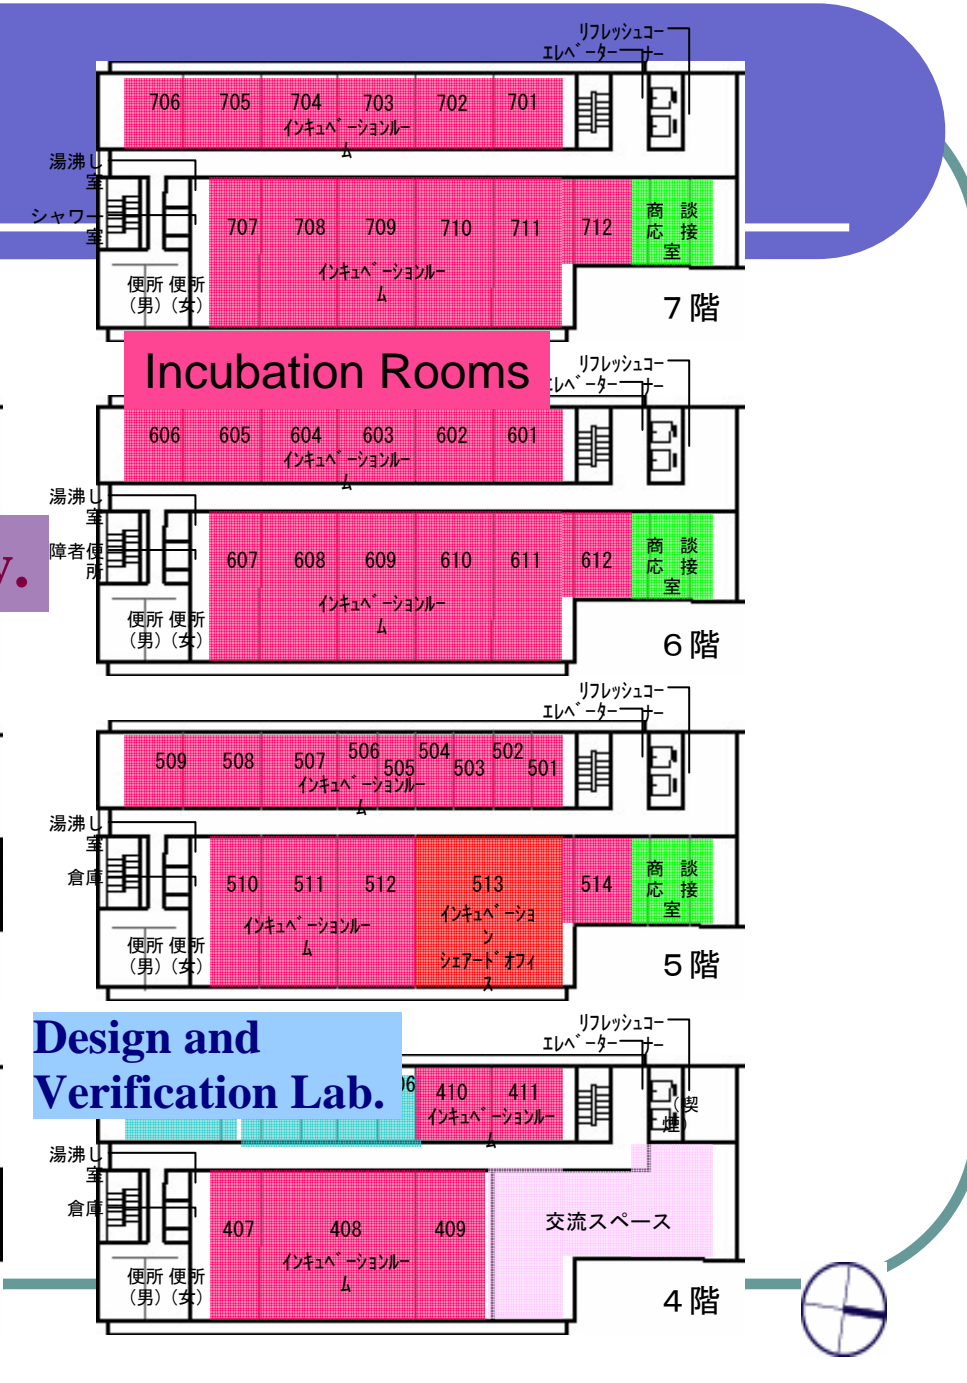 リフレッシュコー
エレベーター ナー
706 705 704 703 702 701
インキュベーションルー
ム
湯沸し
室
シャワー
室
707 708 709 710 711 712
商 談
応 接
室
インキュベーションルー
ム
便所 便所
(男) (女)
7階
Incubation Rooms
リフレッシュコー
エレベーター ナー
606 605 604 603 602 601
インキュベーションルー
ム
湯沸し
室
y.
障者便
所
607 608 609 610 611 612
商 談
応 接
室
インキュベーションルー
ム
便所 便所
(男) (女)
6階
リフレッシュコー
エレベーター ナー
509 508 507 506 505 504 503 502 501
インキュベーションルー
ム
湯沸し
室
倉庫
510 511 512 513 514
商 談
応 接
室
インキュベーションルー
ム
インキュベーショ
ン
シェアードオフィ
ス
便所 便所
(男) (女)
5階
Design and
Verification Lab.
リフレッシュコー
エレベーター ナー
06 410 411
インキュベーションルー
ム
(喫
煙)
湯沸し
室
倉庫
407 408 409
交流スペース
インキュベーションルー
ム
便所 便所
(男) (女)
4階